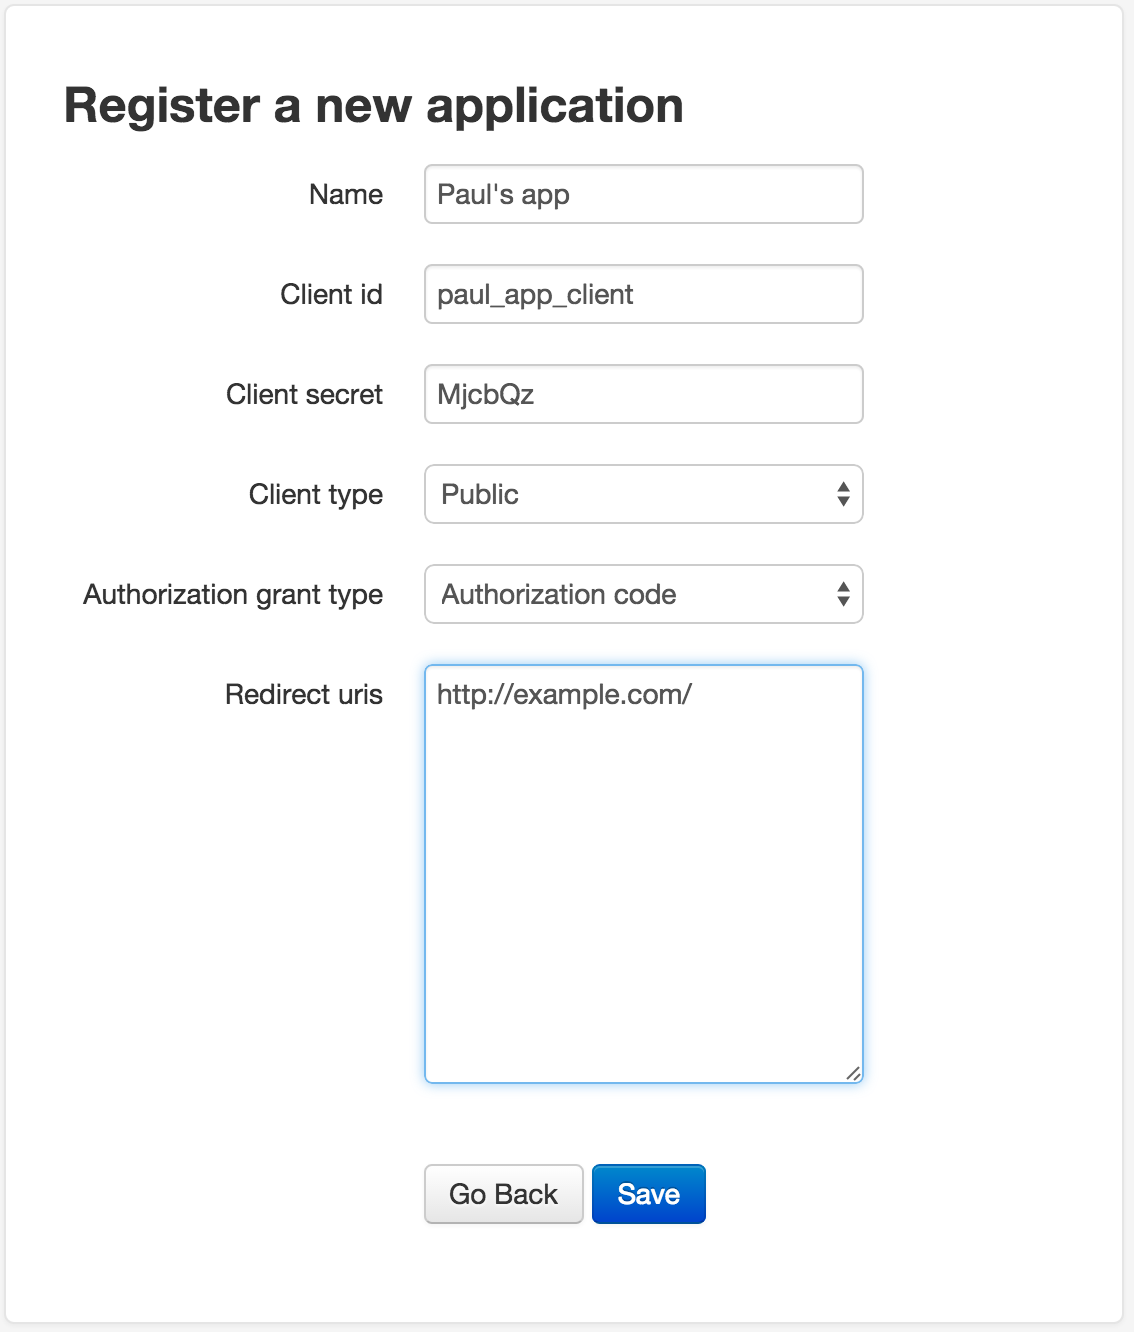 Register a new application
Name Paul's app
Client id paul_app_client
Client secret MjcbQz
Client type Public
Authorization grant type Authorization code
Redirect uris http://example.com/
Go Back Save